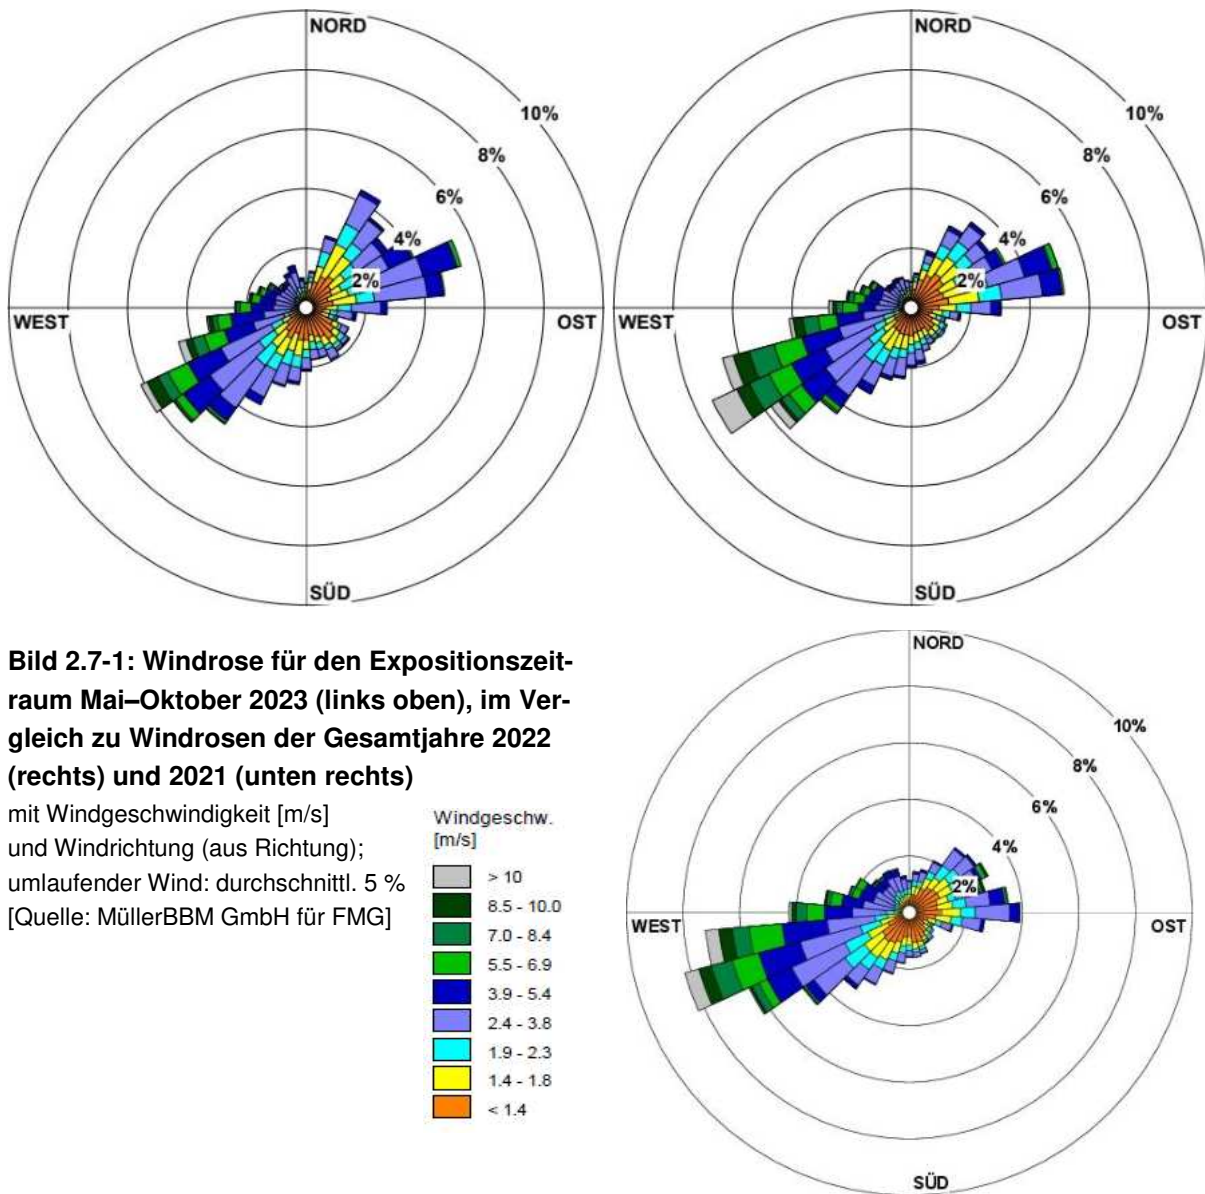 NORD
10%
8%
6%
4%
2%
WEST
OST
SÜD
NORD
10%
8%
6%
4%
2%
WEST
OST
SÜD
Bild 2.7-1: Windrose für den Expositionszeit-
raum Mai–Oktober 2023 (links oben), im Ver-
gleich zu Windrosen der Gesamtjahre 2022
(rechts) und 2021 (unten rechts)
mit Windgeschwindigkeit [m/s]
und Windrichtung (aus Richtung);
umlaufender Wind: durchschnittl. 5 %
[Quelle: MüllerBBM GmbH für FMG]
Windgeschw.
[m/s]
> 10
8.5 - 10.0
7.0 - 8.4
5.5 - 6.9
3.9 - 5.4
2.4 - 3.8
1.9 - 2.3
1.4 - 1.8
< 1.4
NORD
10%
8%
6%
4%
2%
WEST
OST
SÜD